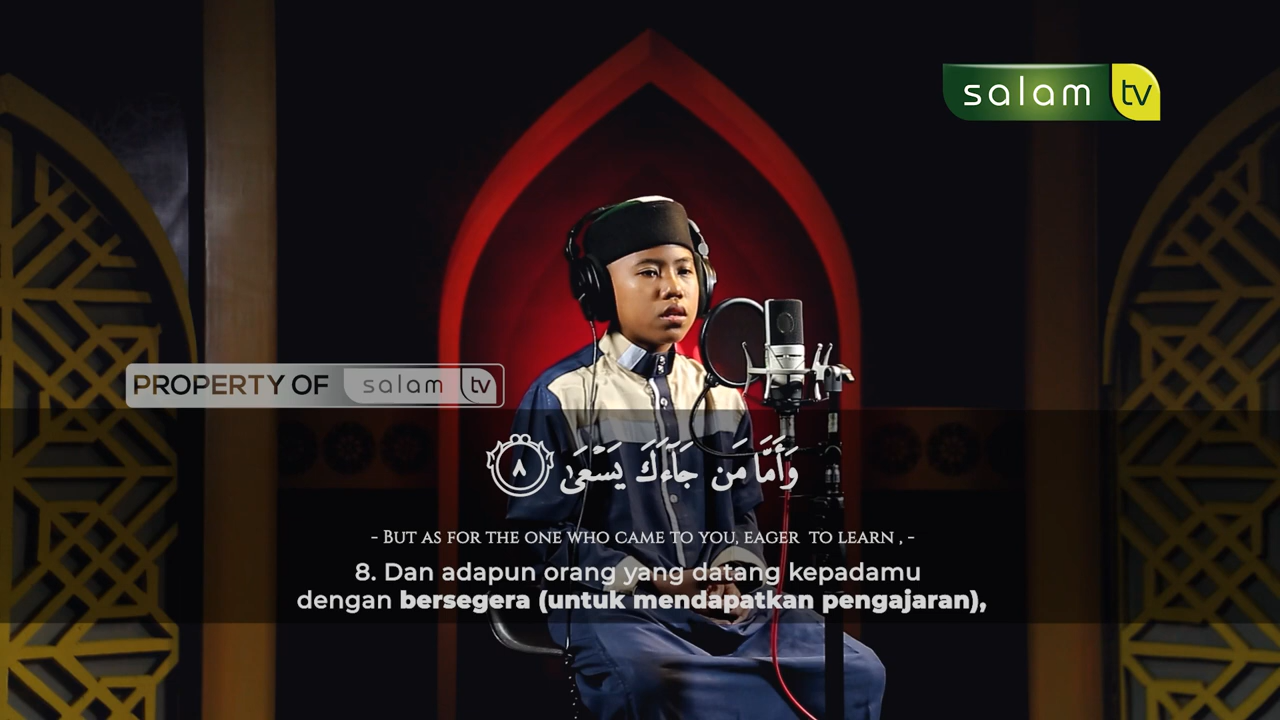 salam tv
PROPERTY OF salam tv
وَأَمَّا مَن جَآءَكَ يَسْعَىٰ ٨
- BUT AS FOR THE ONE WHO CAME TO YOU, EAGER TO LEARN , -
8. Dan adapun orang yang datang kepadamu
dengan bersegera (untuk mendapatkan pengajaran),